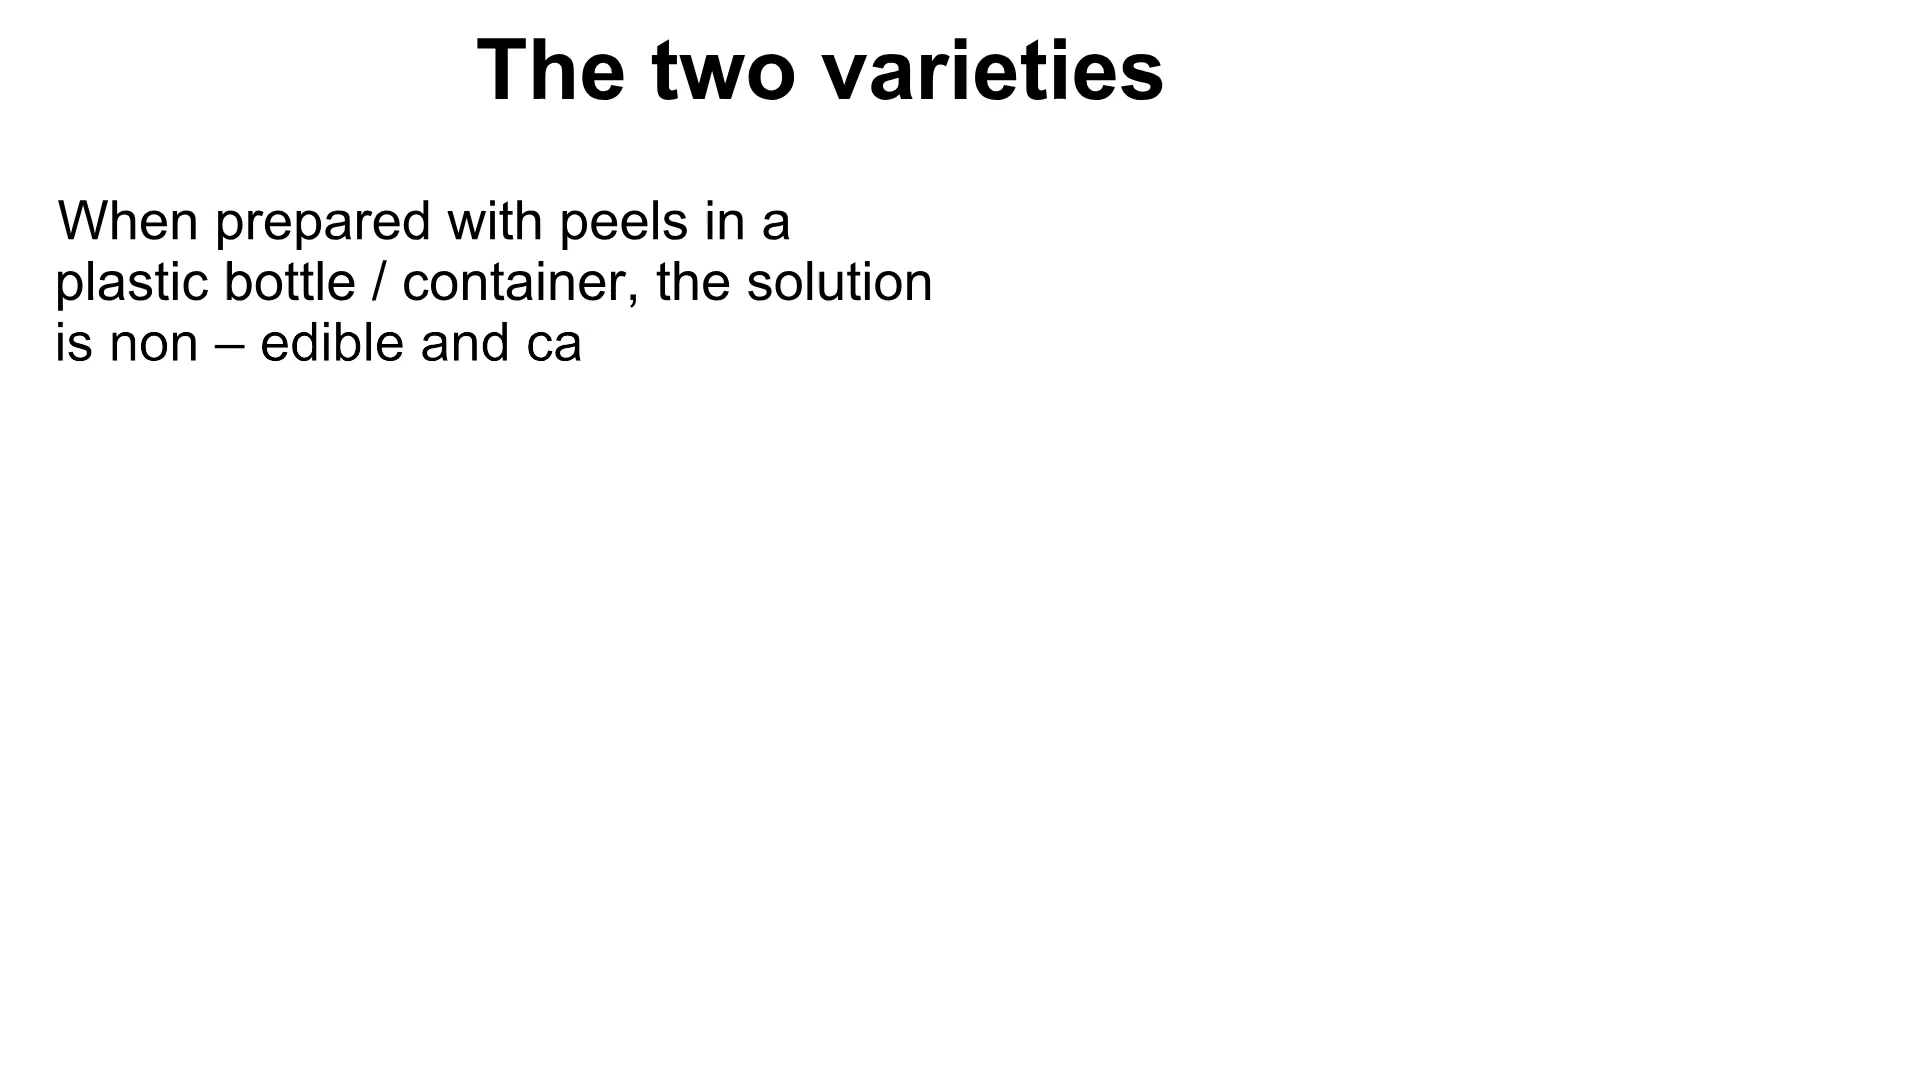 The two varieties
When prepared with peels in a
plastic bottle / container, the solution
is non – edible and ca